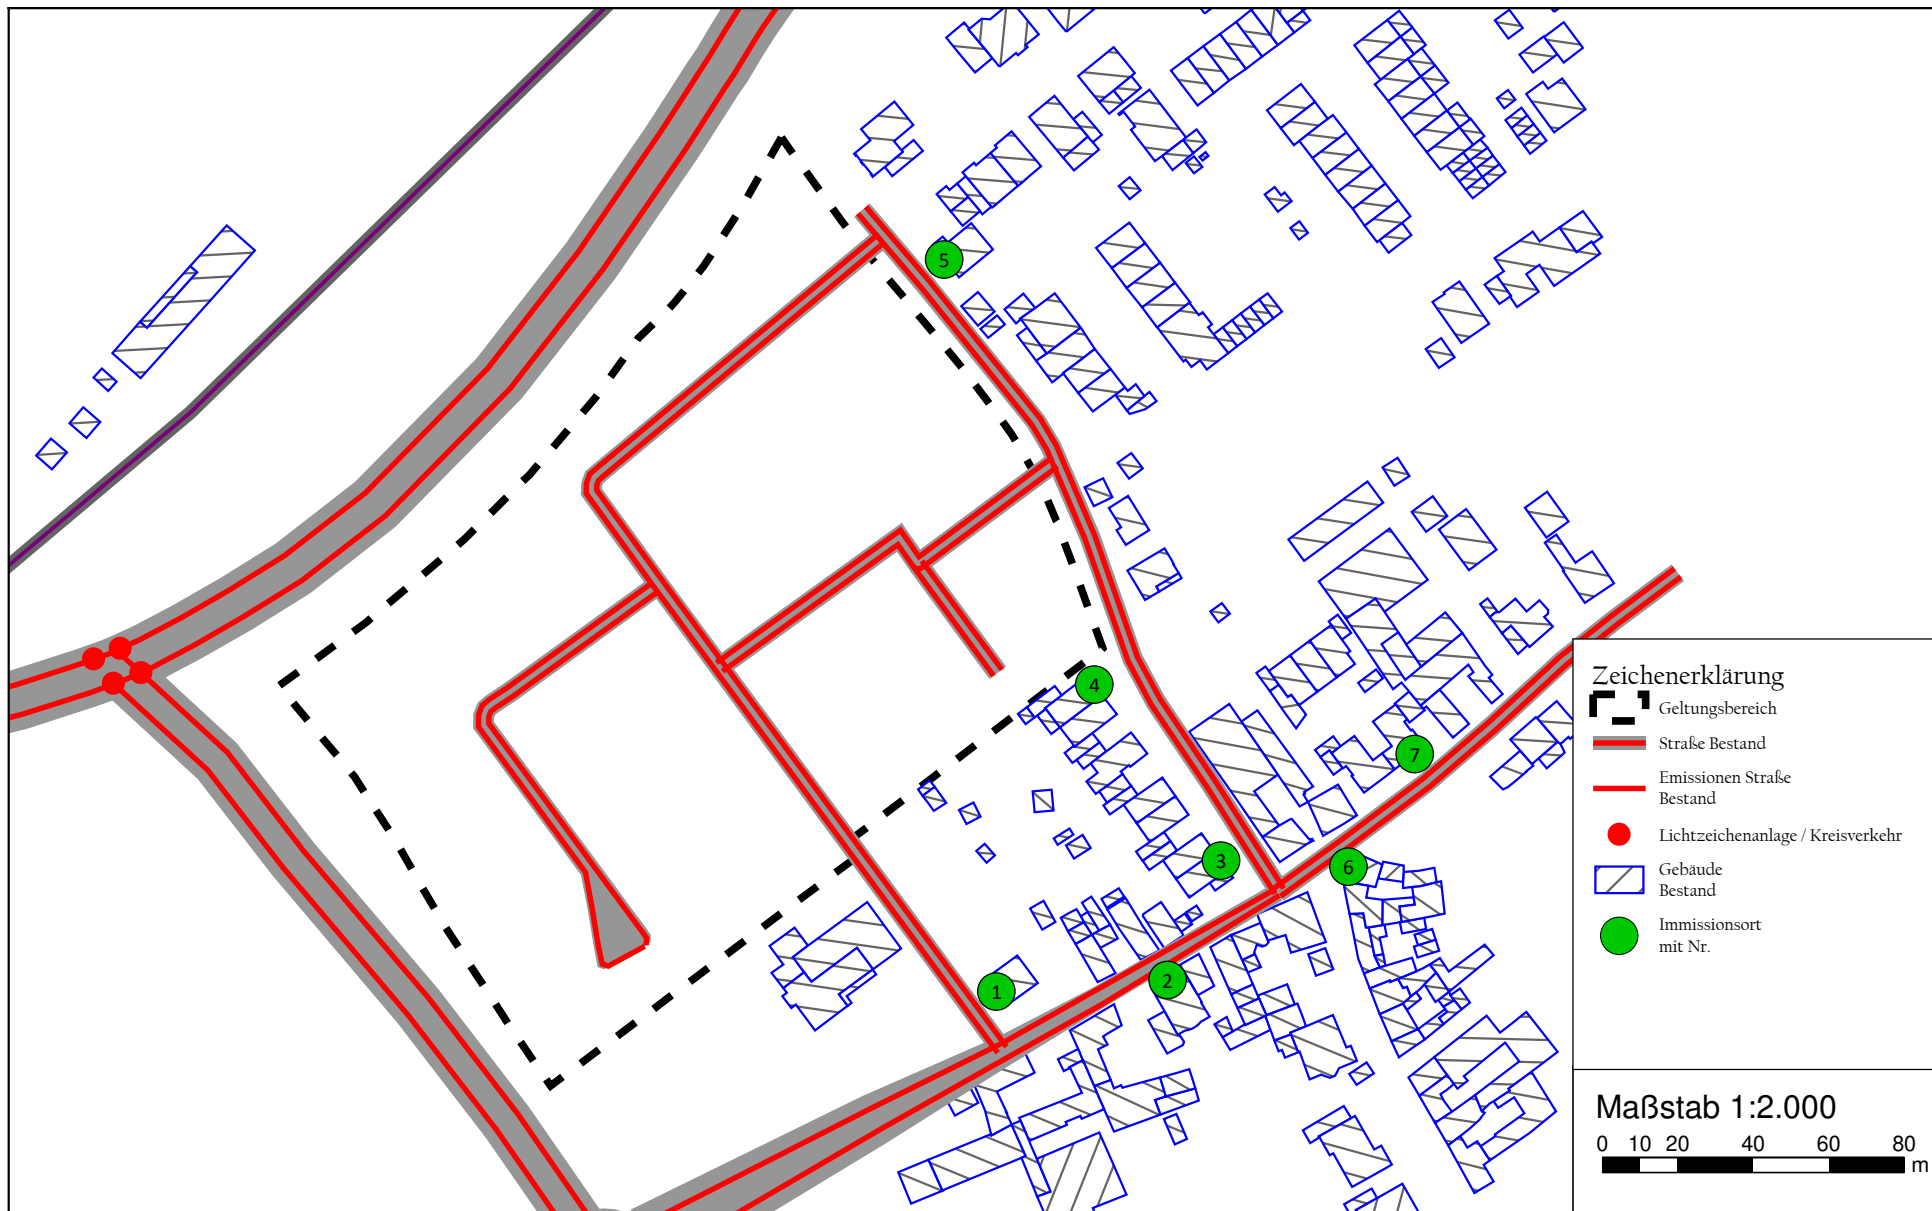 5
4
7
3
6
2
1
Zeichenerklärung
Geltungsbereich
Straße Bestand
Emissionen Straße
Bestand
Lichtzeichenanlage / Kreisverkehr
Gebäude
Bestand
Immissionsort
mit Nr.
Maßstab 1:2.000
0 10 20 40 60 80
m